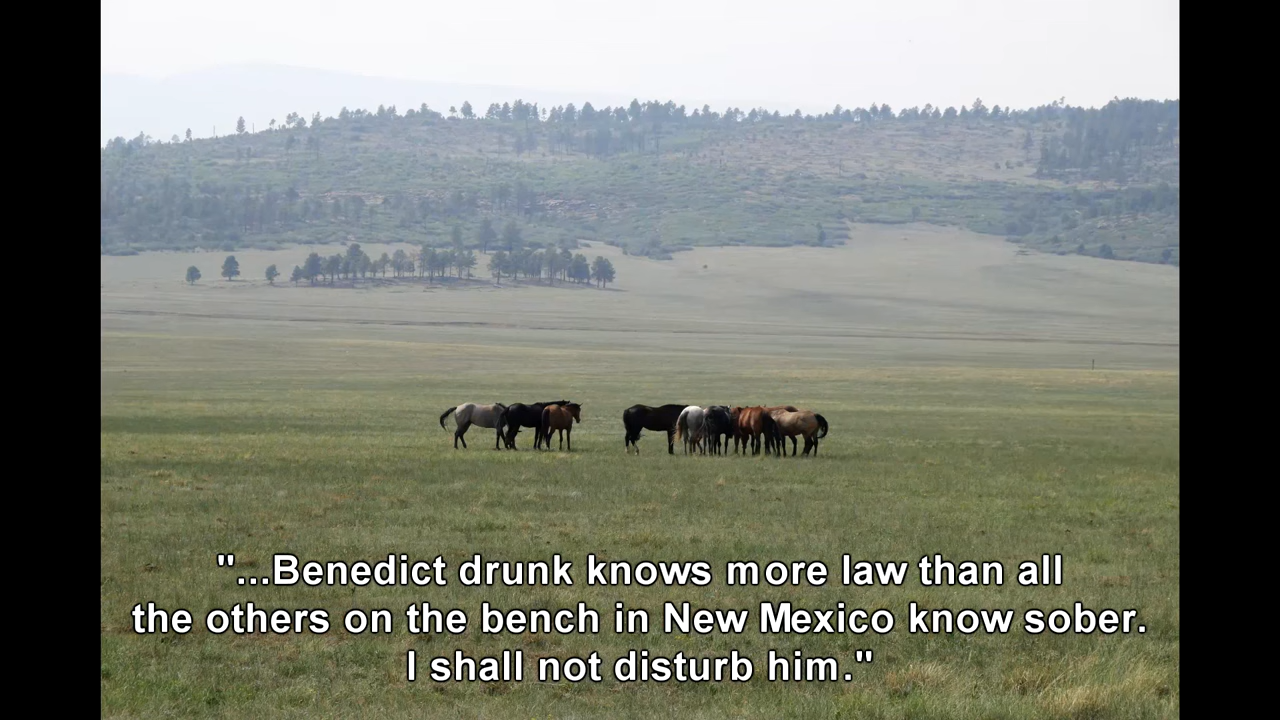 "...Benedict drunk knows more law than all
the others on the bench in New Mexico know sober.
I shall not disturb him."